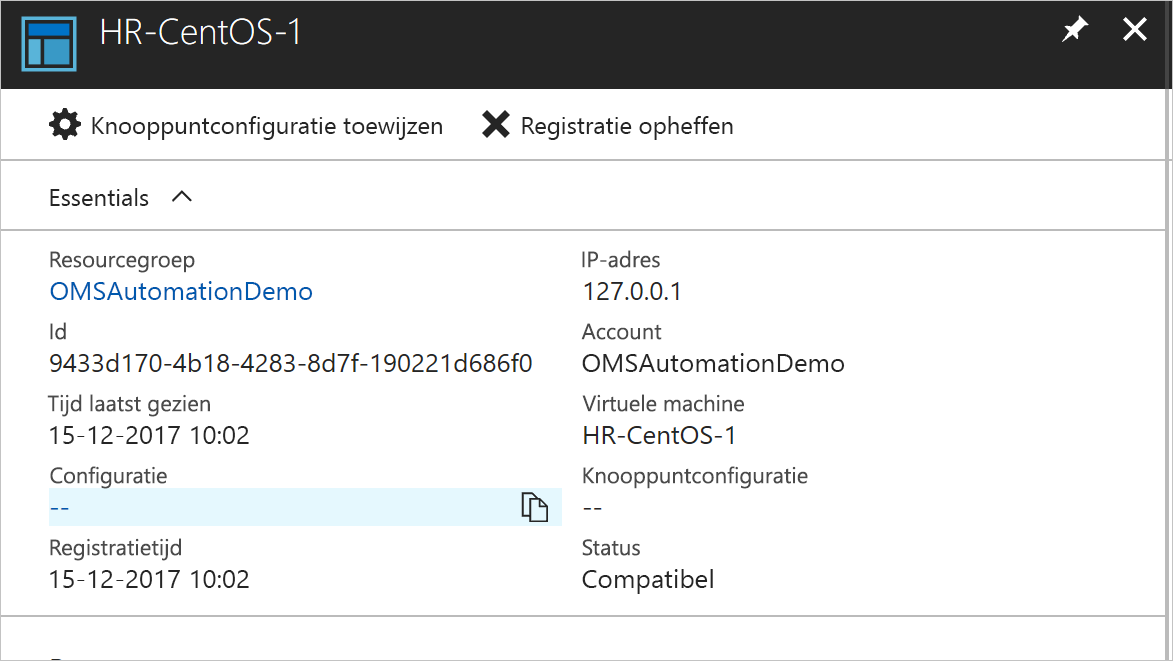 HR-CentOS-1
Knooppuntconfiguratie toewijzen
Registratie opheffen
Essentials
Resourcegroep
OMSAutomationDemo
IP-adres
127.0.0.1
Id
9433d170-4b18-4283-8d7f-190221d686f0
Account
OMSAutomationDemo
Tijd laatst gezien
15-12-2017 10:02
Virtuele machine
HR-CentOS-1
Configuratie
--
Knooppuntconfiguratie
--
Registratietijd
15-12-2017 10:02
Status
Compatibel